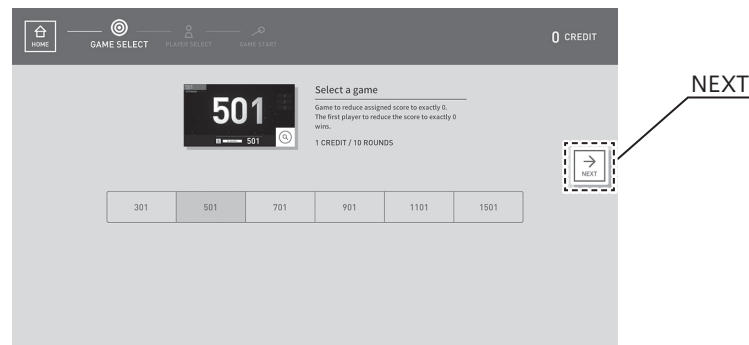 HOME
GAME SELECT
PLAYER SELECT
GAME START
0 CREDIT
501
501
Select a game
Game to reduce assigned score to exactly 0.
The first player to reduce the score to exactly 0
wins.
1 CREDIT / 10 ROUNDS
NEXT
NEXT
301 501 701 901 1101 1501